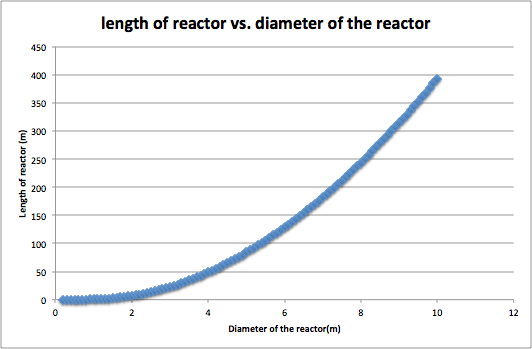 length of reactor vs. diameter of the reactor
450
400
350
300
250
200
150
100
50
0
Length of reactor (m)
0 2 4 6 8 10 12
Diameter of the reactor(m)